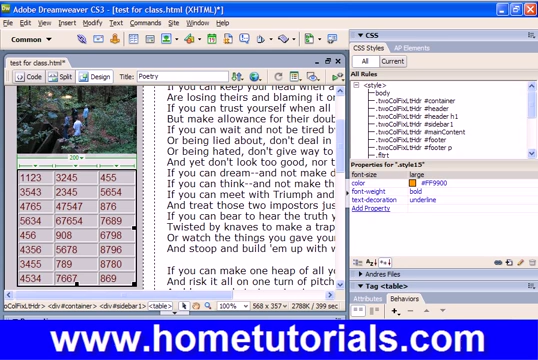 Adobe Dreamweaver CS3 - [test for class.html (XHTML)*]
File Edit View Insert Modify Text Commands Site Window Help
Common
test for class.html*
Code Split Design Title: Poetry
If you can keep your head when a
Are losing theirs and blaming it on
If you can trust yourself when all
But make allowance for their doub
If you can wait and not be tired b
Or being lied about, don't deal in
Or being hated, don't give way to
And yet don't look too good, nor t
If you can dream--and not make
If you can think--and not make th
If you can meet with Triumph and
And treat those two impostors jus
If you can bear to hear the truth y
Twisted by knaves to make a trap
Or watch the things you gave your
And stoop and build 'em up with w
If you can make one heap of all yo
And risk it all on one turn of pitch
200
1123 3245 455
3543 2345 5654
4765 47547 876
5634 67654 7689
456 908 6798
4356 5678 8796
3455 789 8780
4534 7667 869
<div #container> <div #sidebar1> <table>
100% 568 x 357 2788K / 399 sec
CSS
CSS Styles AP Elements
All Current
All Rules
<style>
body
.twoColFixLtHdr #container
.twoColFixLtHdr #header
.twoColFixLtHdr #header h1
.twoColFixLtHdr #sidebar1
.twoColFixLtHdr #mainContent
.twoColFixLtHdr #footer
.twoColFixLtHdr #footer p
.fltrt
Properties for ".style15"
font-size large
color #FF9900
font-weight bold
text-decoration underline
Add Property
Andres Files
Tag <table>
Attributes Behaviors
www.hometutorials.com